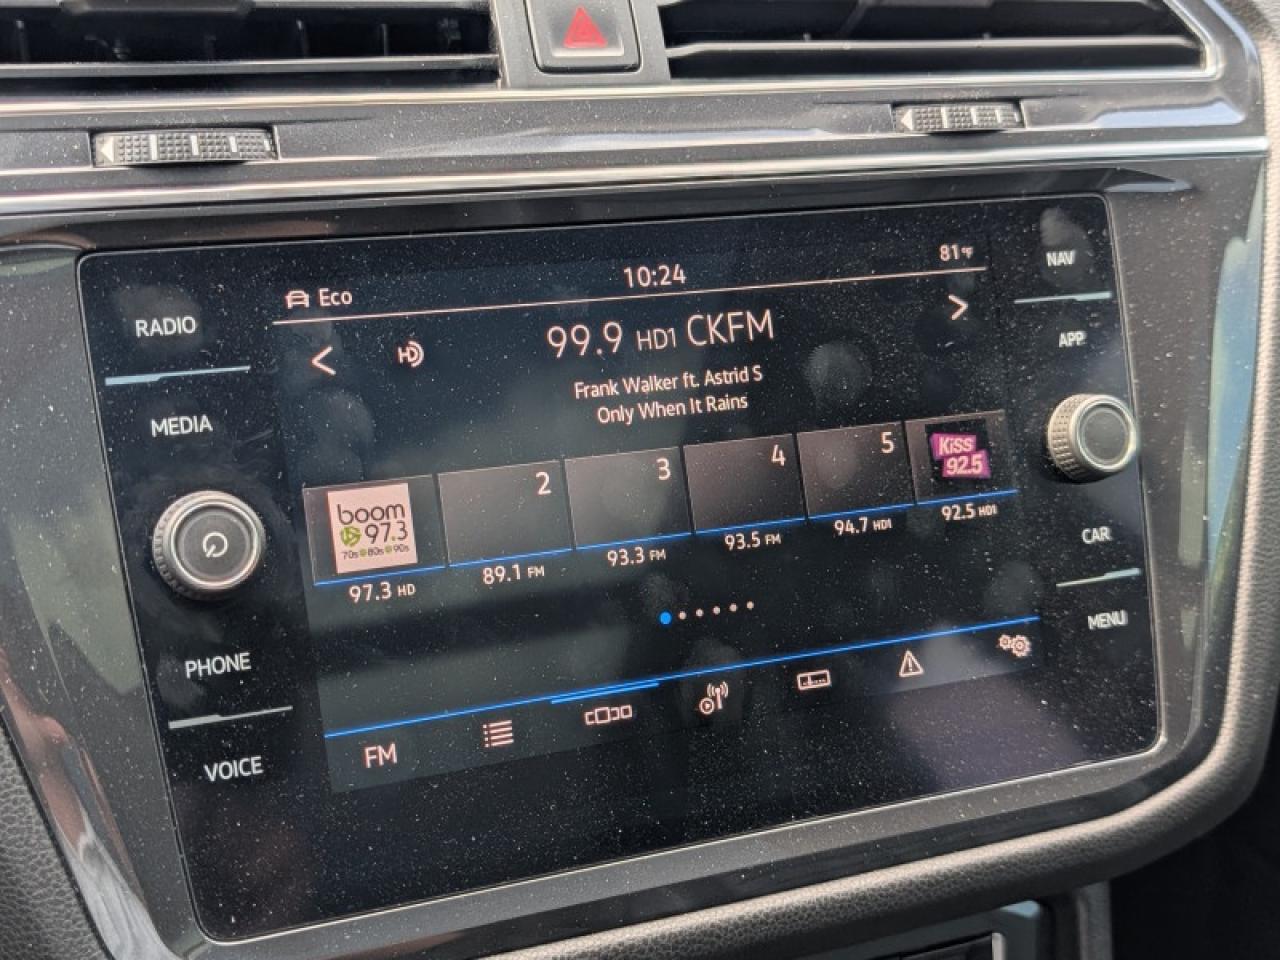 Eco
10:24
81°F
NAV
RADIO
99.9 HD1 CKFM
HD
APP
Frank Walker ft. Astrid S
Only When It Rains
MEDIA
boom
97.3
70s 80s 90s
2
3
4
5
KiSS
92.5
97.3 HD
89.1 FM
93.3 FM
93.5 FM
94.7 HD1
92.5 HD1
CAR
PHONE
MENU
VOICE
FM